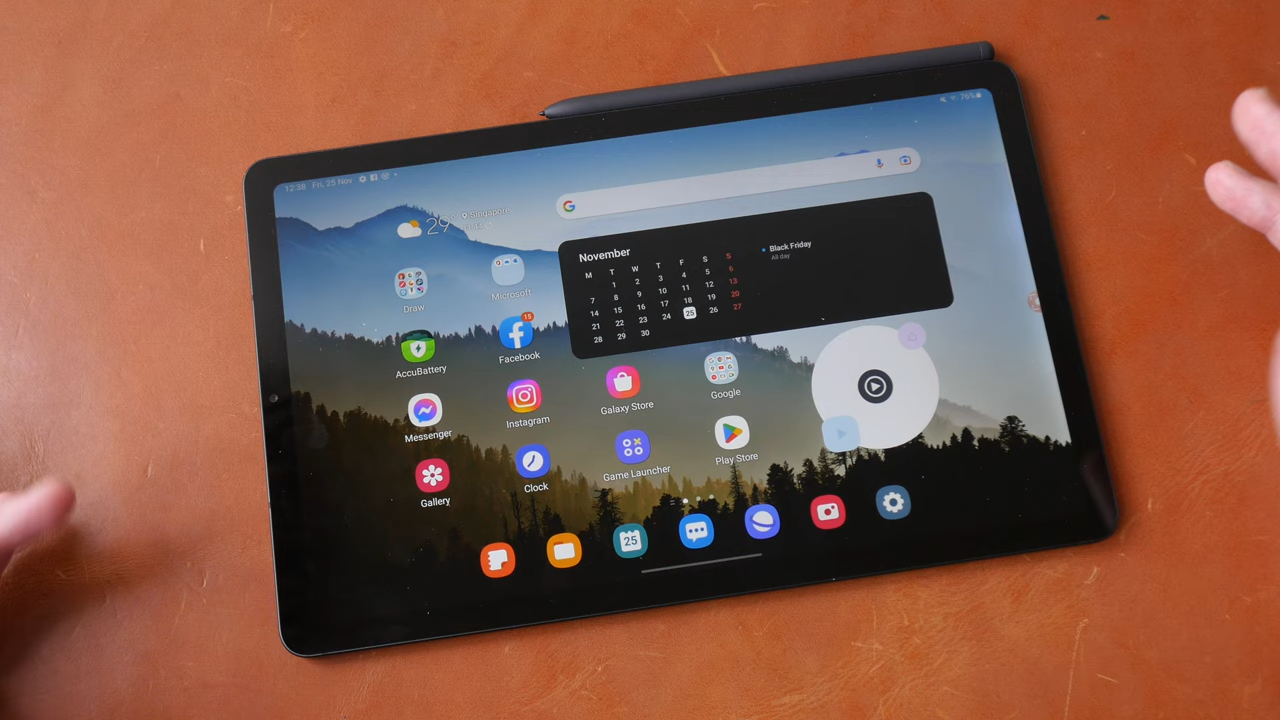 12:38 Fri, 25 Nov
76%
29°
Singapore
G
November
M T W T F S S
1 2 3 4 5 6
7 8 9 10 11 12 13
14 15 16 17 18 19 20
21 22 23 24 25 26 27
28 29 30
Black Friday
All day
Draw
Microsoft
AccuBattery
15
Facebook
Messenger
Instagram
Galaxy Store
Google
Gallery
Clock
Game Launcher
Play Store
25